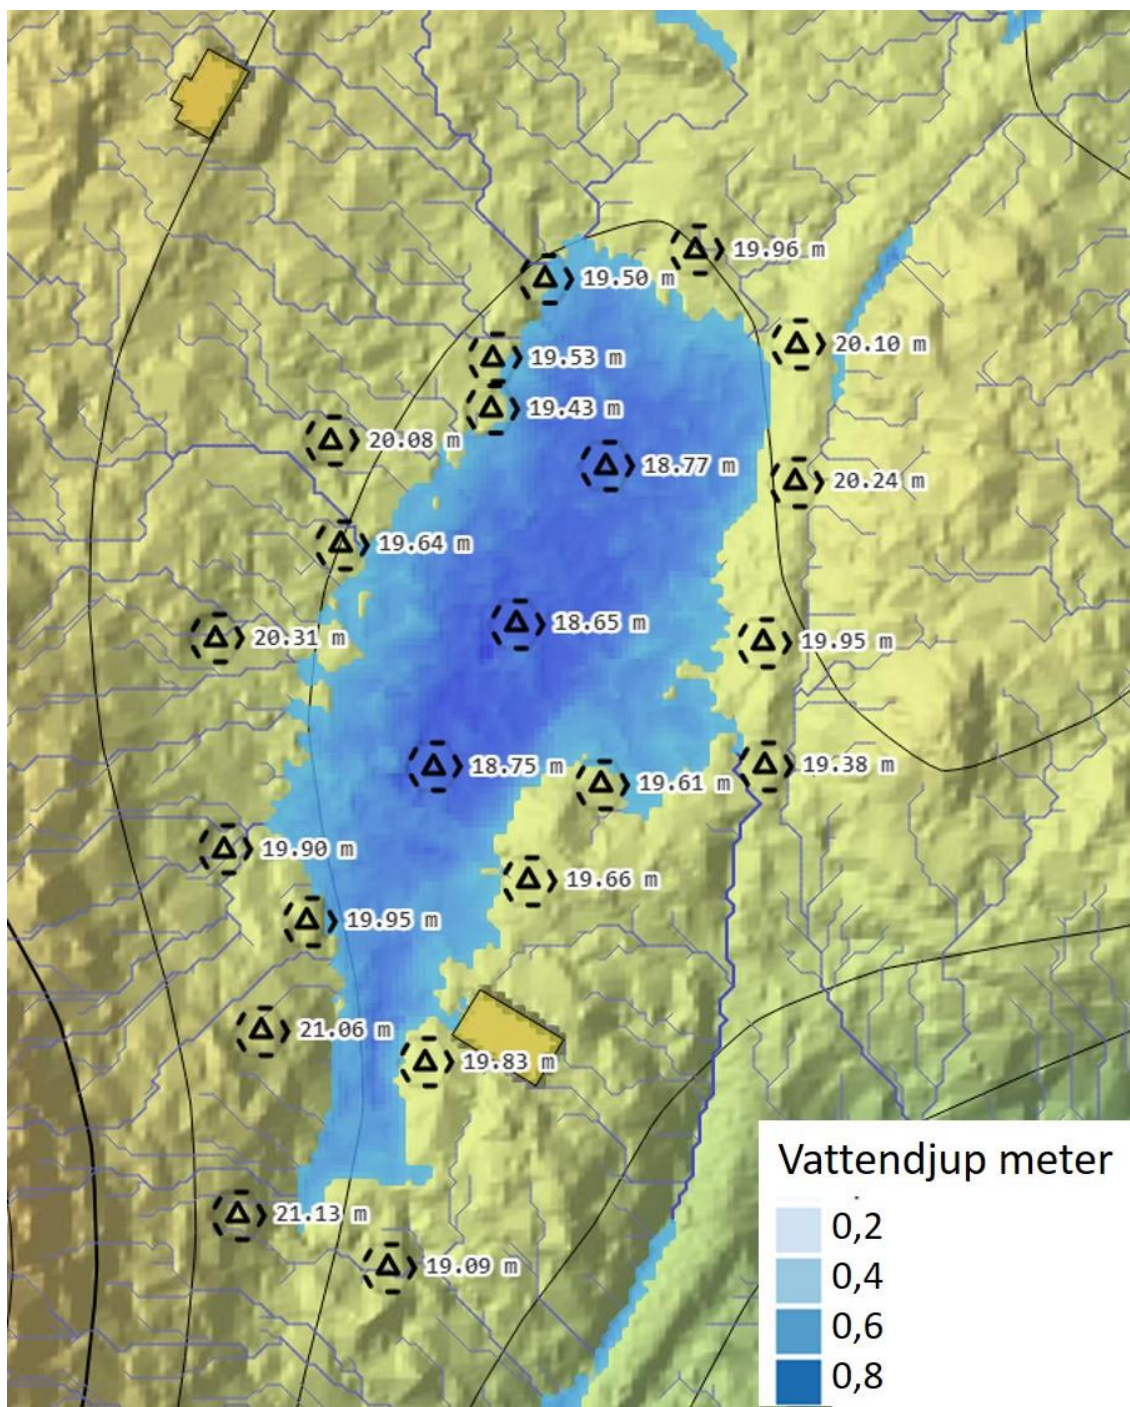 19.96 m
19.50 m
20.10 m
19.53 m
19.43 m
20.08 m
18.77 m
20.24 m
19.64 m
18.65 m
20.31 m
19.95 m
18.75 m
19.38 m
19.61 m
19.90 m
19.66 m
19.95 m
21.06 m
19.83 m
Vattendjup meter
21.13 m
0,2
19.09 m
0,4
0,6
0,8